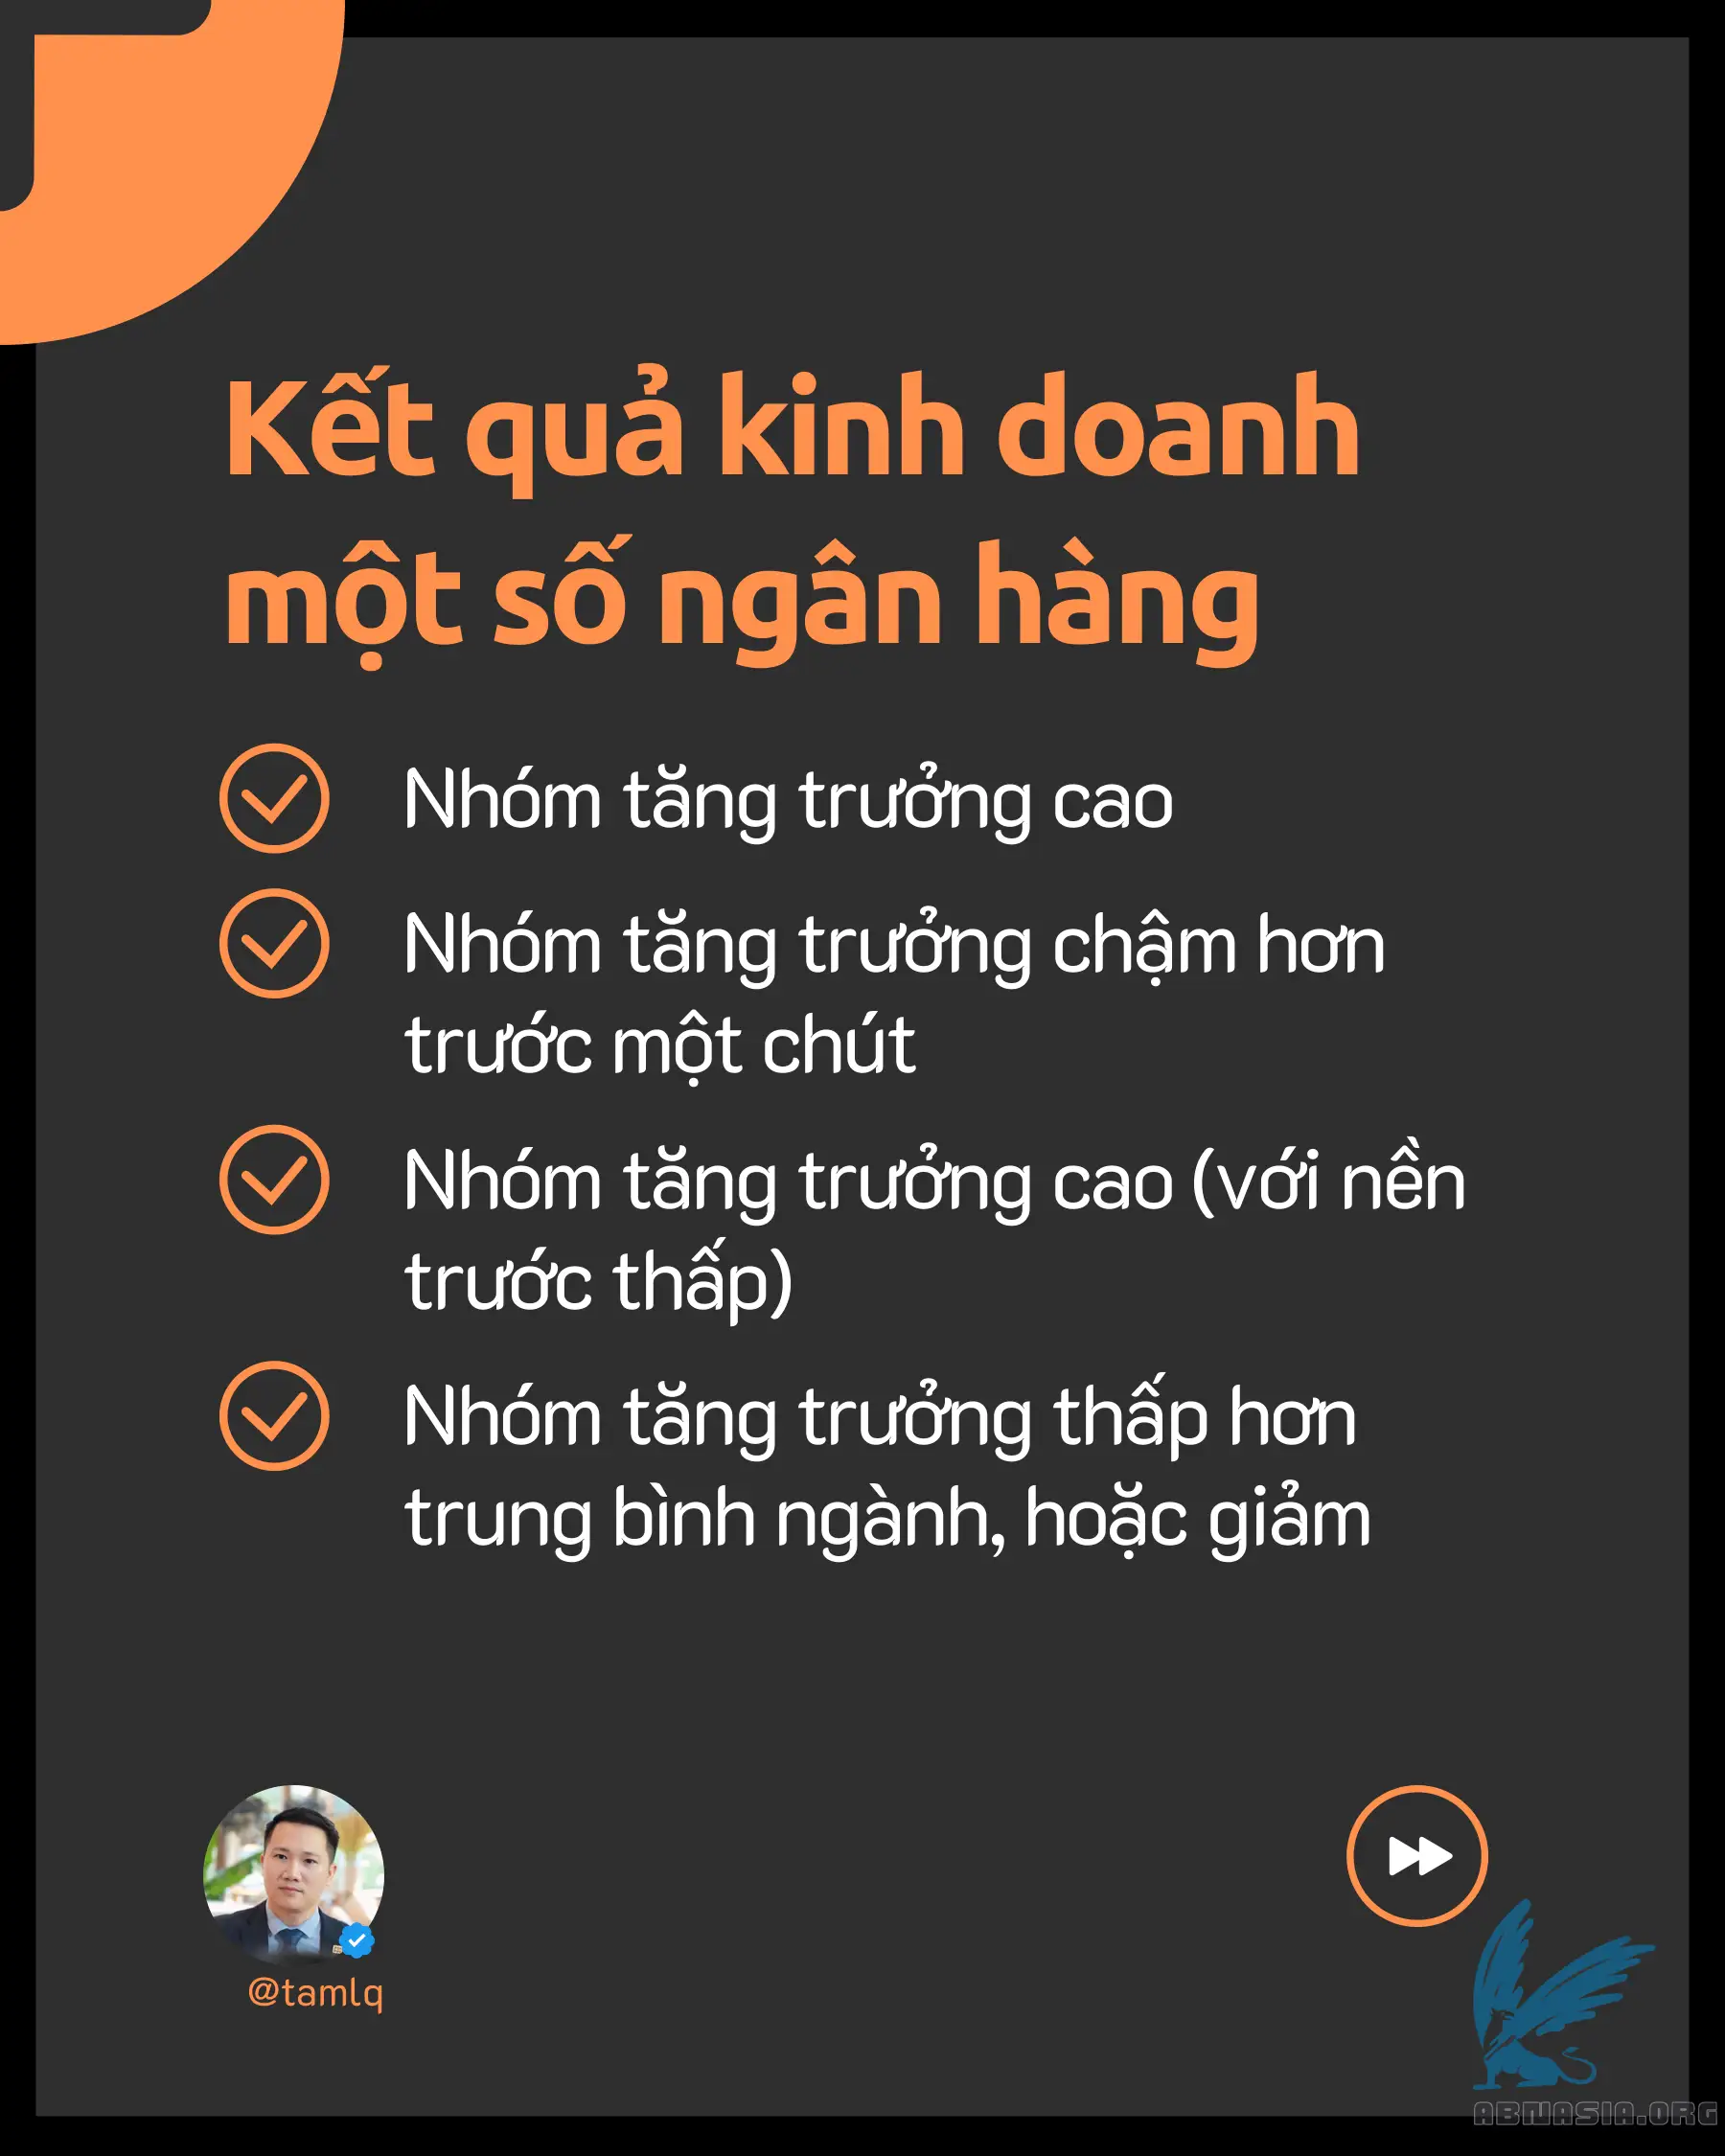 Kết quả kinh doanh
một số ngân hàng
Nhóm tăng trưởng cao
Nhóm tăng trưởng chậm hơn
trước một chút
Nhóm tăng trưởng cao (với nền
trước thấp)
Nhóm tăng trưởng thấp hơn
trung bình ngành, hoặc giảm
@tamlq
ABNASIA.ORG